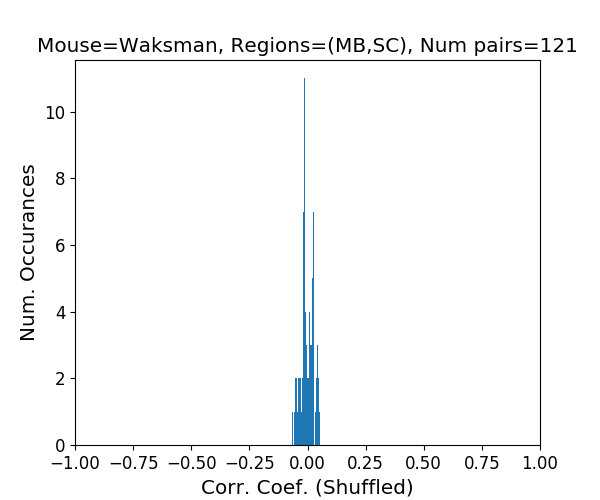 Mouse=Waksman, Regions=(MB,SC), Num pairs=121
Num. Occurances
10
8
6
4
2
0
−1.00 −0.75 −0.50 −0.25 0.00 0.25 0.50 0.75 1.00
Corr. Coef. (Shuffled)